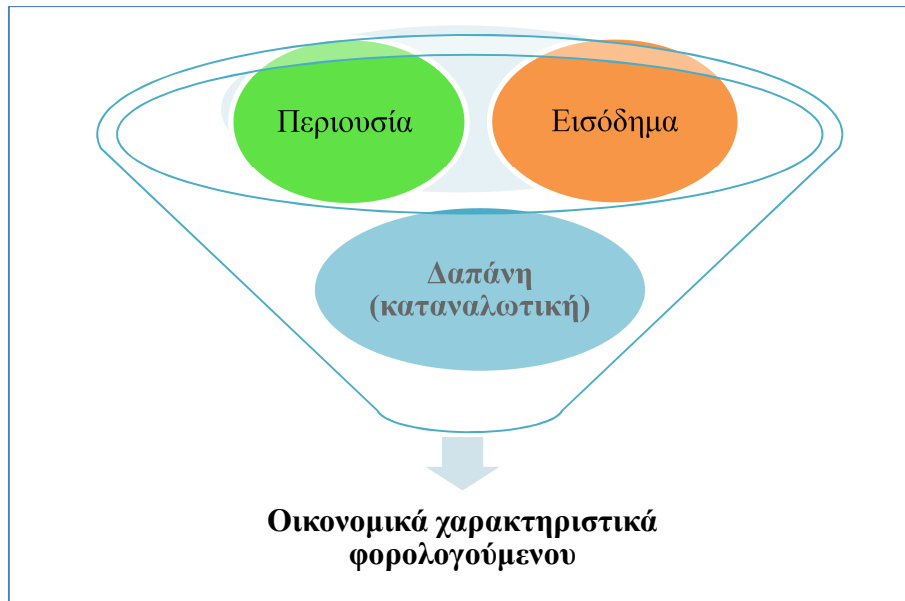 Περιουσία
Εισόδημα
Δαπάνη
(καταναλωτική)
Οικονομικά χαρακτηριστικά
φορολογούμενου